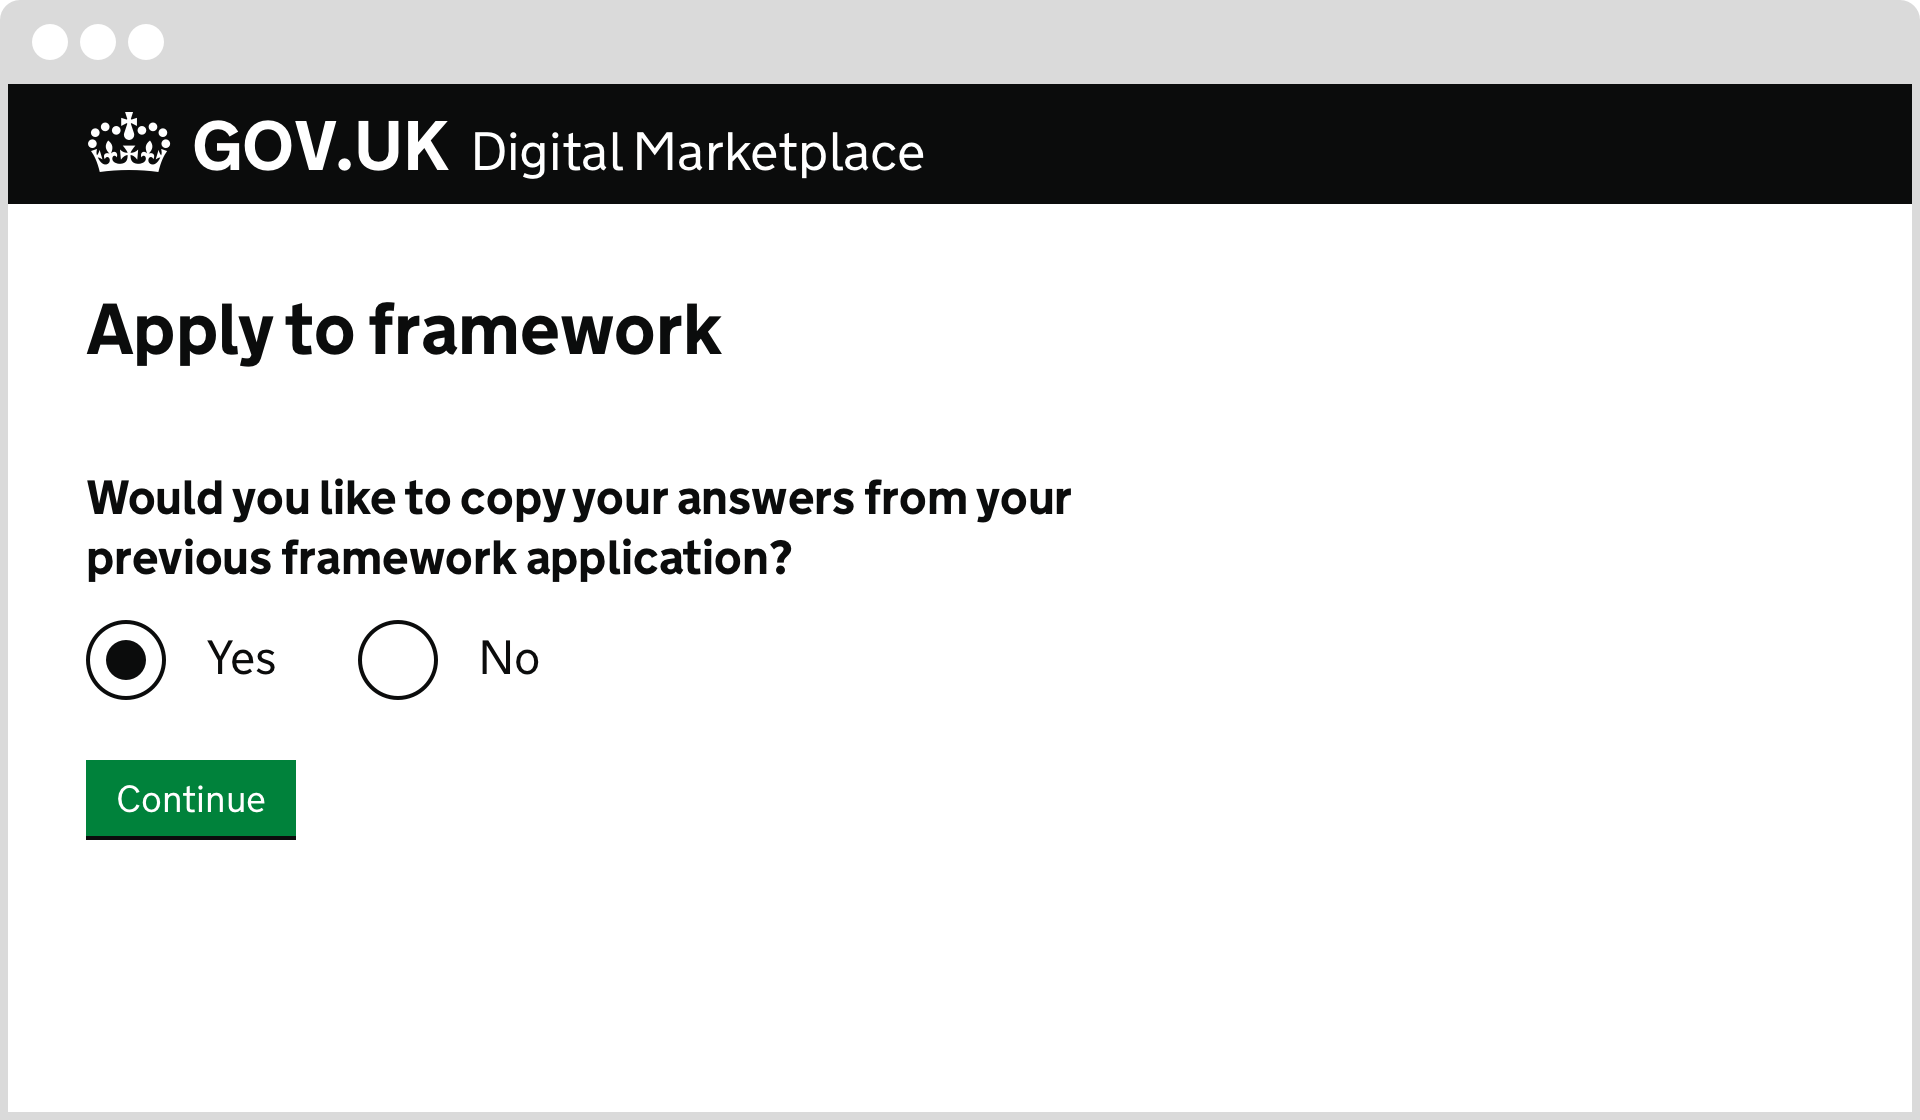 GOV.UK Digital Marketplace
Apply to framework
Would you like to copy your answers from your
previous framework application?
Yes No
Continue